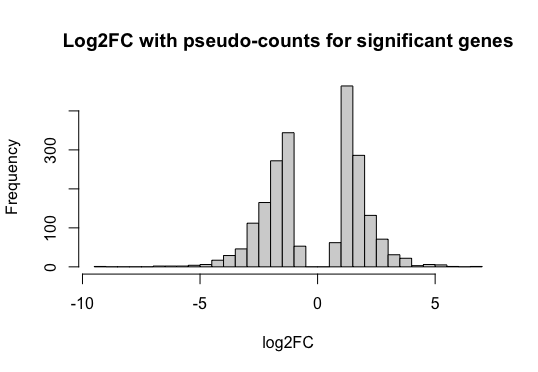 Log2FC with pseudo-counts for significant genes
Frequency
300
100
0
-10 -5 0 5
log2FC